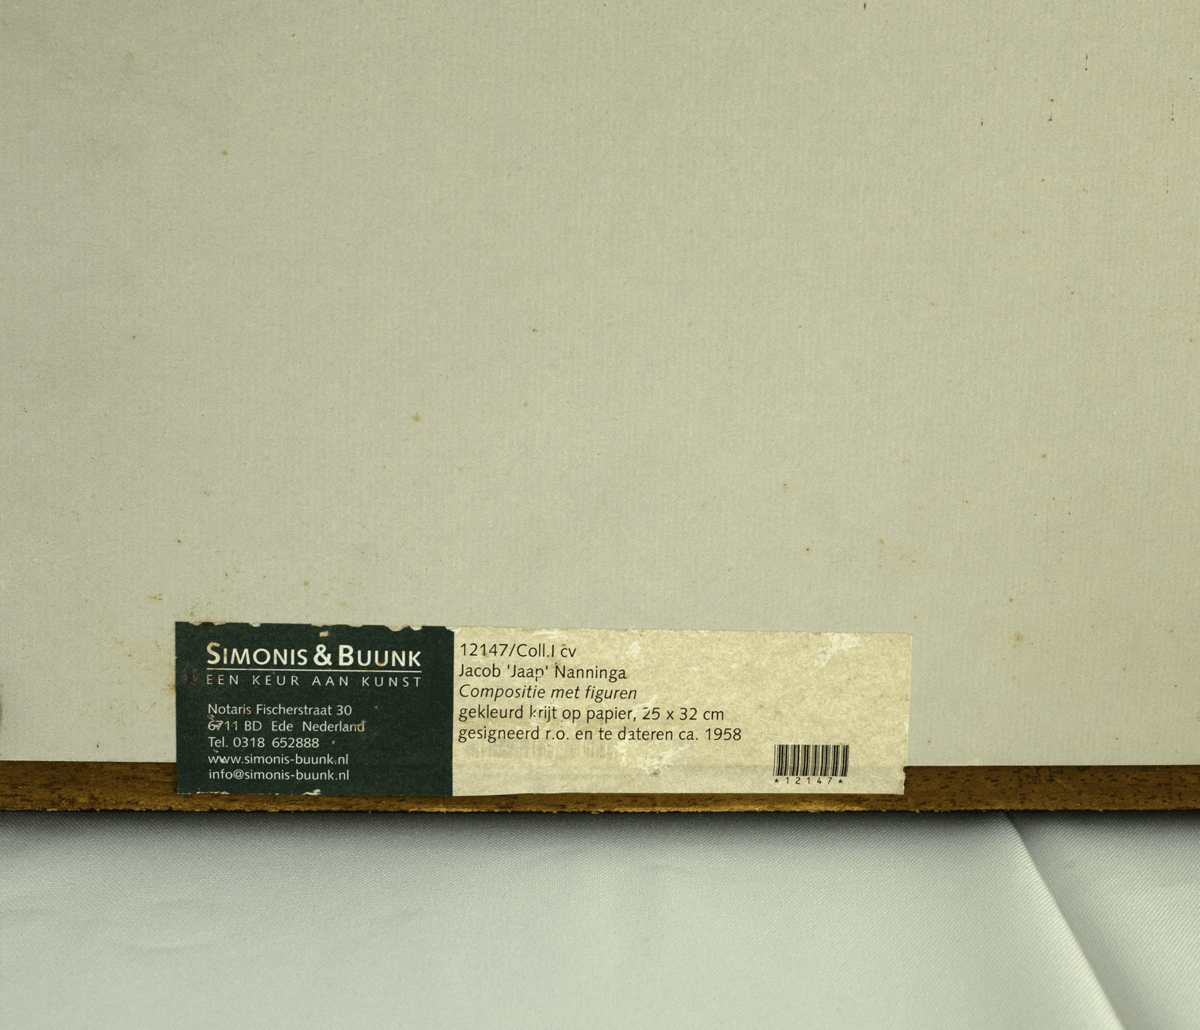 SIMONIS & BUUNK
EEN KEUR AAN KUNST
Notaris Fischerstraat 30
6711 BD Ede Nederland
Tel. 0318 652888
www.simonis-buunk.nl
info@simonis-buunk.nl
12147/Coll.I cv
Jacob 'Jaap' Nanninga
Compositie met figuren
gekleurd krijt op papier, 25 x 32 cm
gesigneerd r.o. en te dateren ca. 1958
*12147*